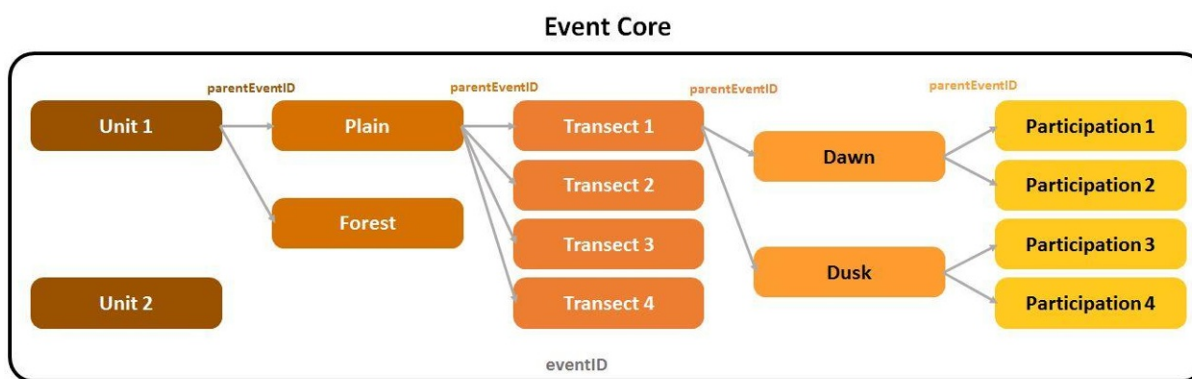 Event Core
parentEventID
parentEventID
parentEventID
parentEventID
Unit 1
Plain
Transect 1
Participation 1
Dawn
Transect 2
Participation 2
Forest
Transect 3
Participation 3
Dusk
Unit 2
Transect 4
Participation 4
eventID